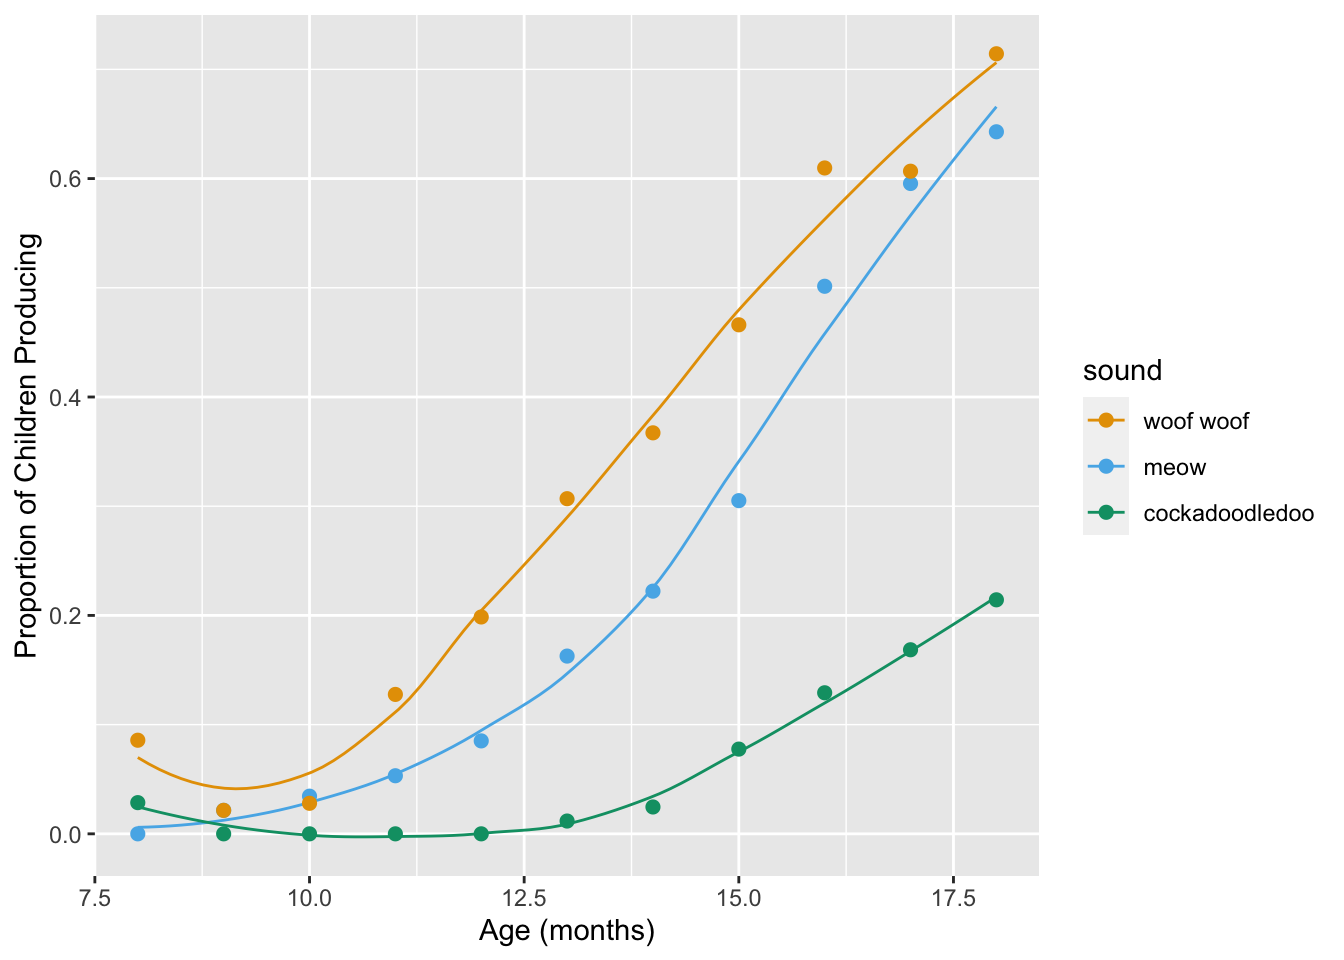 Proportion of Children Producing
0.6
0.4
0.2
0.0
7.5 10.0 12.5 15.0 17.5
Age (months)
sound
woof woof
meow
cockadoodledoo